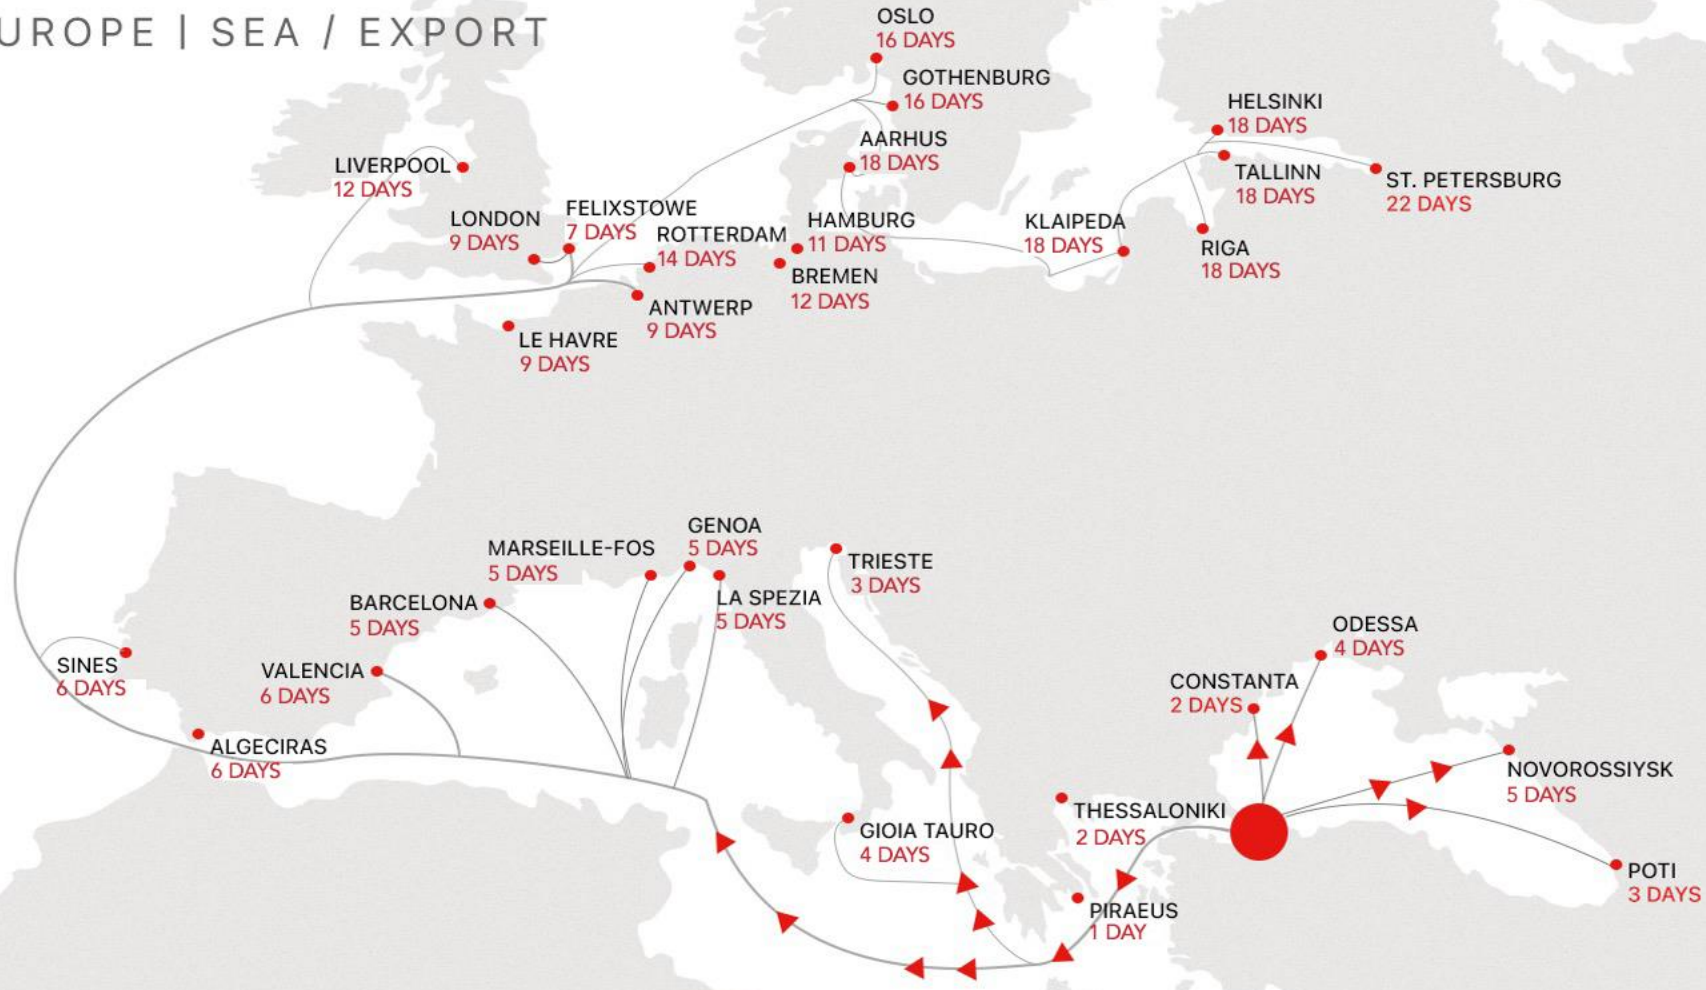 UROPE | SEA / EXPORT
OSLO
16 DAYS
GOTHENBURG
16 DAYS
HELSINKI
18 DAYS
AARHUS
18 DAYS
LIVERPOOL
12 DAYS
TALLINN
18 DAYS
ST. PETERSBURG
22 DAYS
LONDON
9 DAYS
FELIXSTOWE
7 DAYS
ROTTERDAM
14 DAYS
HAMBURG
11 DAYS
KLAIPEDA
18 DAYS
RIGA
18 DAYS
BREMEN
12 DAYS
ANTWERP
9 DAYS
LE HAVRE
9 DAYS
GENOA
5 DAYS
MARSEILLE-FOS
5 DAYS
TRIESTE
3 DAYS
BARCELONA
5 DAYS
LA SPEZIA
5 DAYS
ODESSA
4 DAYS
SINES
6 DAYS
VALENCIA
6 DAYS
CONSTANTA
2 DAYS
ALGECIRAS
6 DAYS
NOVOROSSIYSK
5 DAYS
THESSALONIKI
2 DAYS
GIOIA TAURO
4 DAYS
POTI
3 DAYS
PIRAEUS
1 DAY